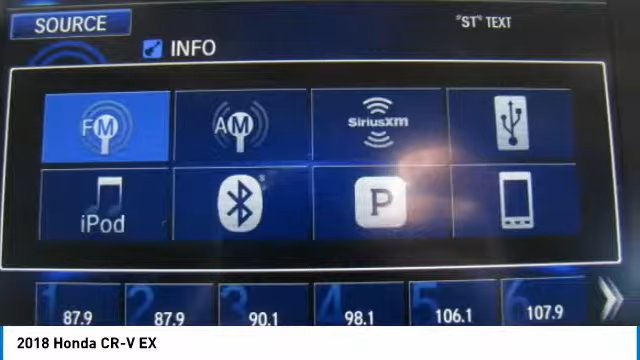 SOURCE
"ST" TEXT
INFO
FM
AM
SiriusXM
iPod
P
1 2 3 4 5 6
87.9 87.9 90.1 98.1 106.1 107.9
2018 Honda CR-V EX